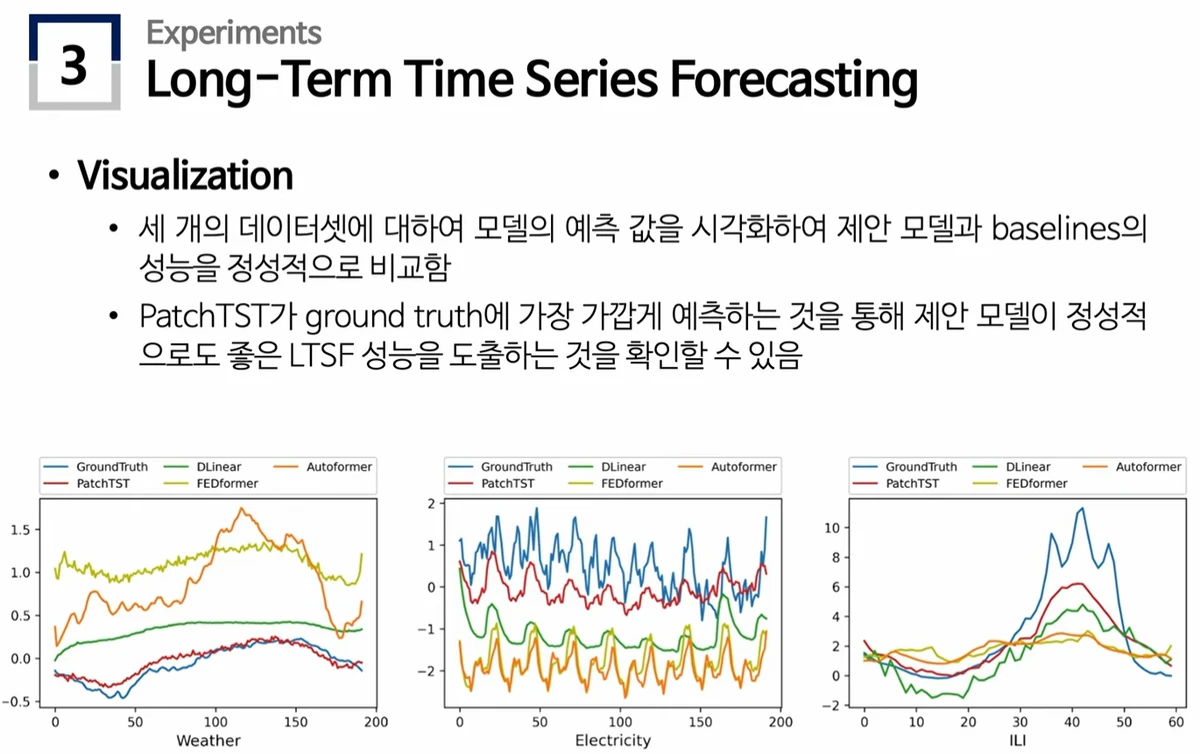 3
Experiments
Long-Term Time Series Forecasting
• Visualization
• 세 개의 데이터셋에 대하여 모델의 예측 값을 시각화하여 제안 모델과 baselines의
성능을 정성적으로 비교함
• PatchTST가 ground truth에 가장 가깝게 예측하는 것을 통해 제안 모델이 정성적
으로도 좋은 LTSF 성능을 도출하는 것을 확인할 수 있음
GroundTruth DLinear Autoformer
PatchTST FEDformer
1.5
1.0
0.5
0.0
-0.5
0 50 100 150 200
Weather
GroundTruth DLinear Autoformer
PatchTST FEDformer
2
1
0
−1
−2
0 50 100 150 200
Electricity
GroundTruth DLinear Autoformer
PatchTST FEDformer
10
8
6
4
2
0
−2
0 10 20 30 40 50 60
ILI